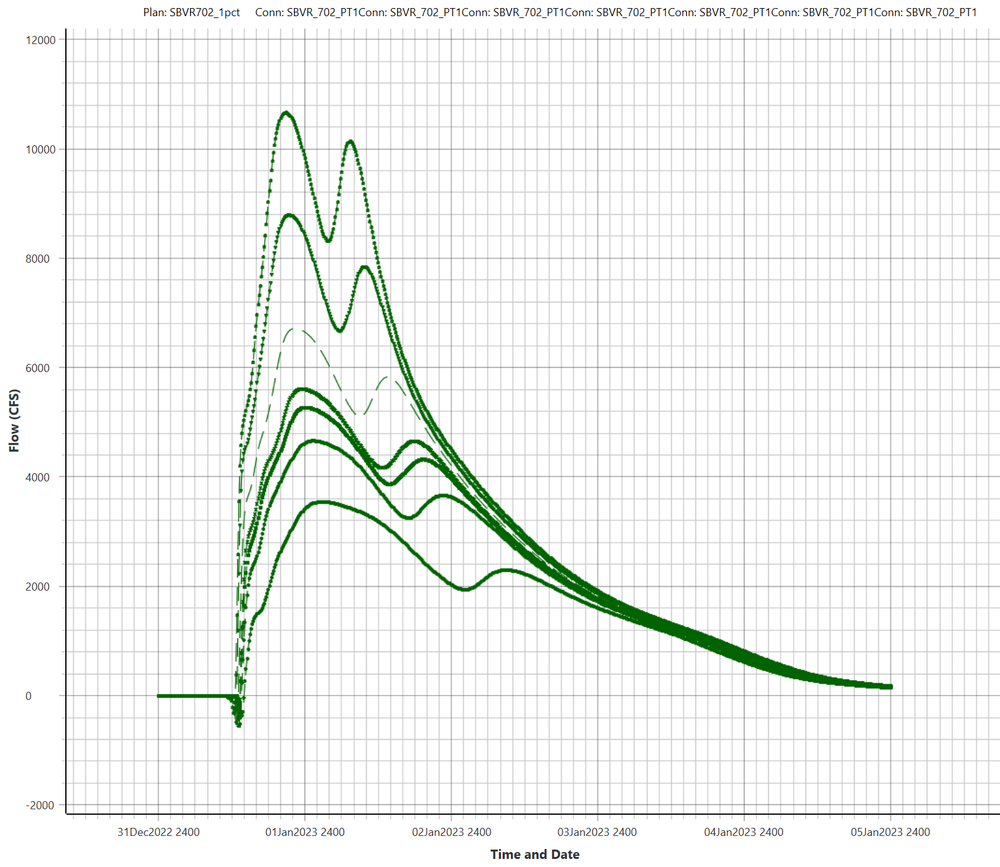 Plan: SBVR702_1pct Conn: SBVR_702_PT1Conn: SBVR_702_PT1Conn: SBVR_702_PT1Conn: SBVR_702_PT1Conn: SBVR_702_PT1Conn: SBVR_702_PT1Conn: SBVR_702_PT1
12000
10000
8000
6000
4000
2000
0
-2000
Flow (CFS)
31Dec2022 2400 01Jan2023 2400 02Jan2023 2400 03Jan2023 2400 04Jan2023 2400 05Jan2023 2400
Time and Date